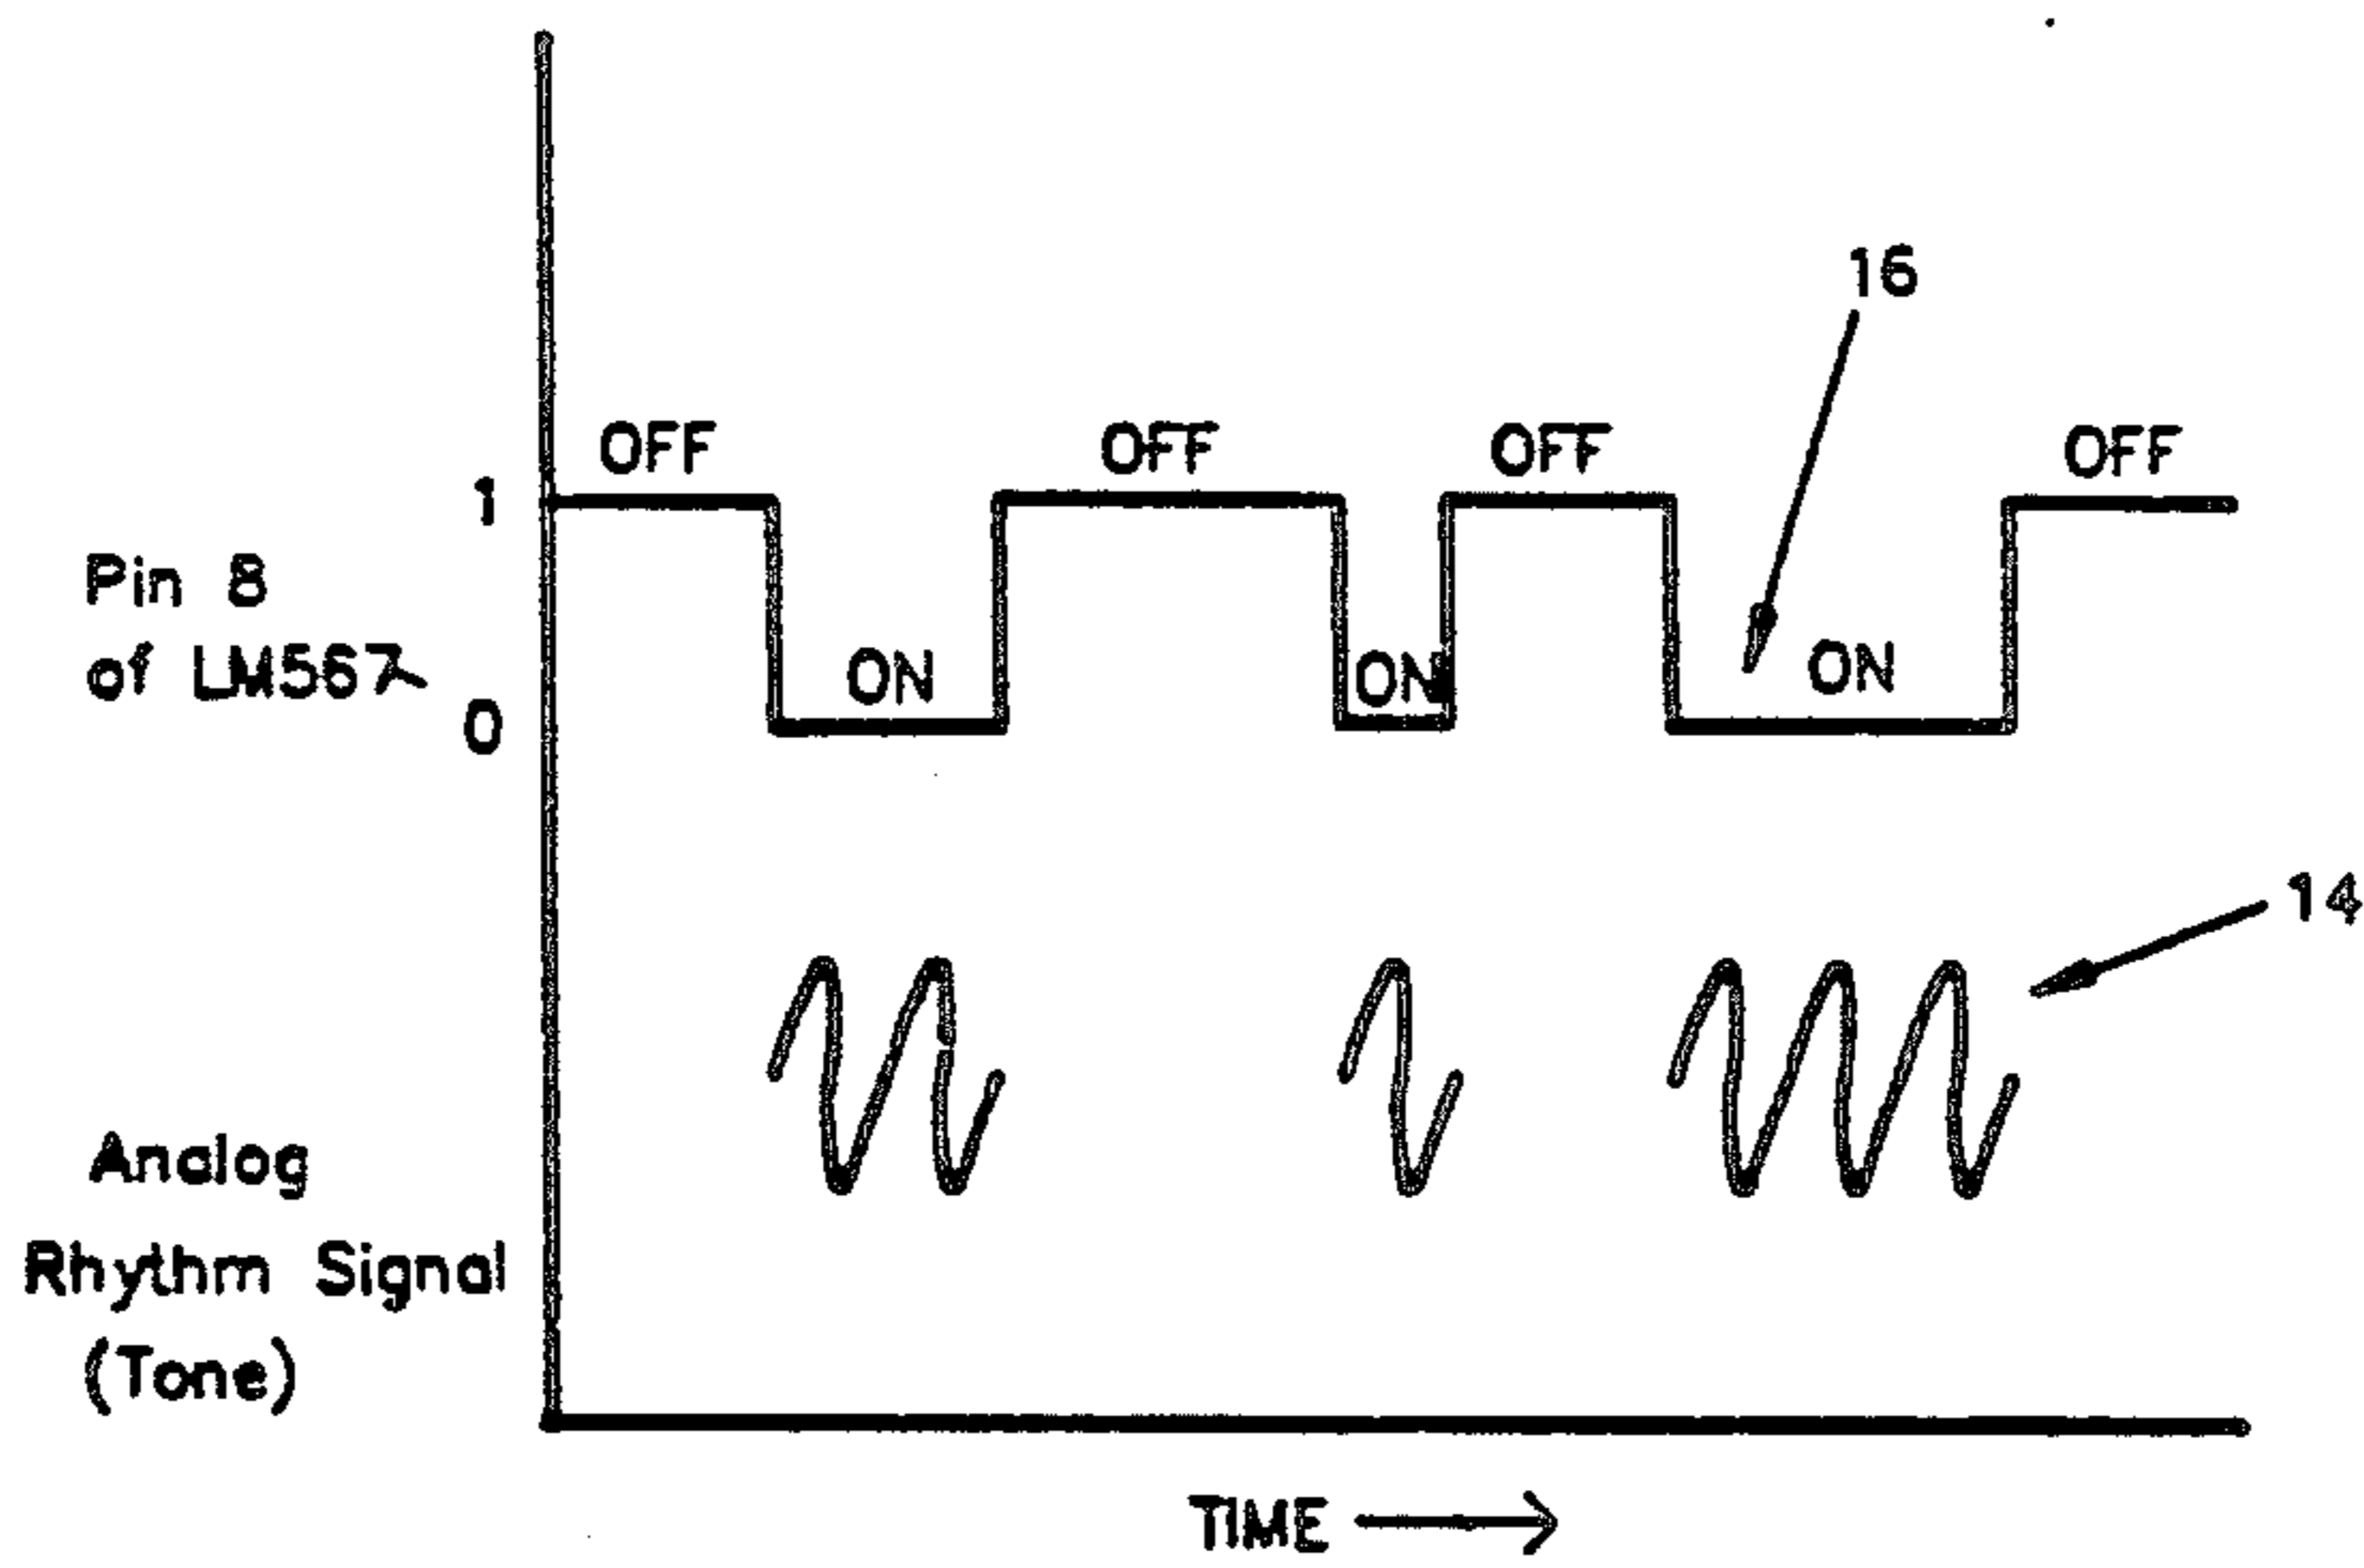 16
OFF OFF OFF OFF
1
Pin 8
of LM567
ON ON ON
0
14
Analog
Rhythm Signal
(Tone)
TIME